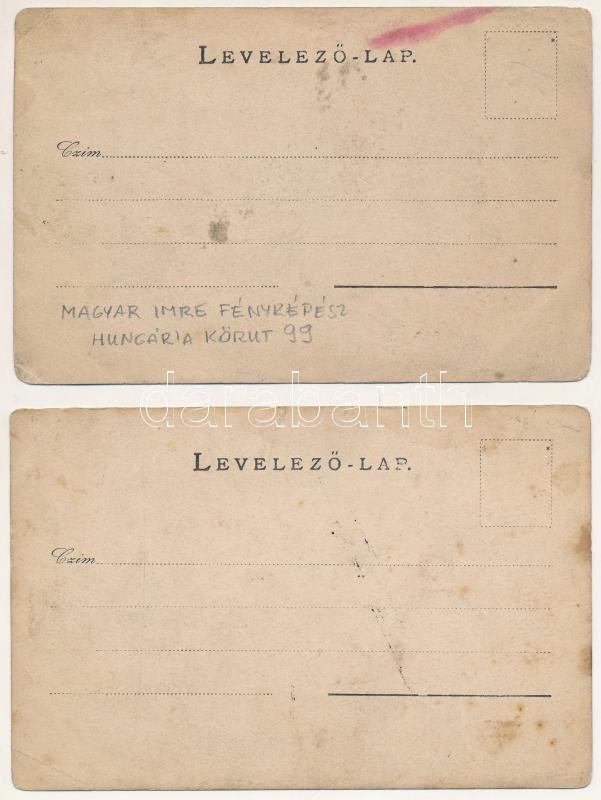 LEVELEZŐ-LAP.
Czim
MAGYAR IMRE FÉNYKÉPÉSZ
HUNGÁRIA KÖRUT 99
darabanth
LEVELEZŐ-LAP.
Czim